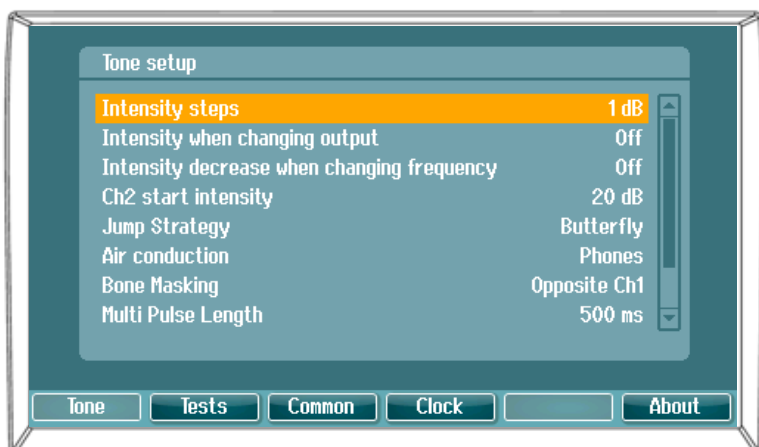 Tone setup
Intensity steps 1 dB
Intensity when changing output Off
Intensity decrease when changing frequency Off
Ch2 start intensity 20 dB
Jump Strategy Butterfly
Air conduction Phones
Bone Masking Opposite Ch1
Multi Pulse Length 500 ms
Tone Tests Common Clock About